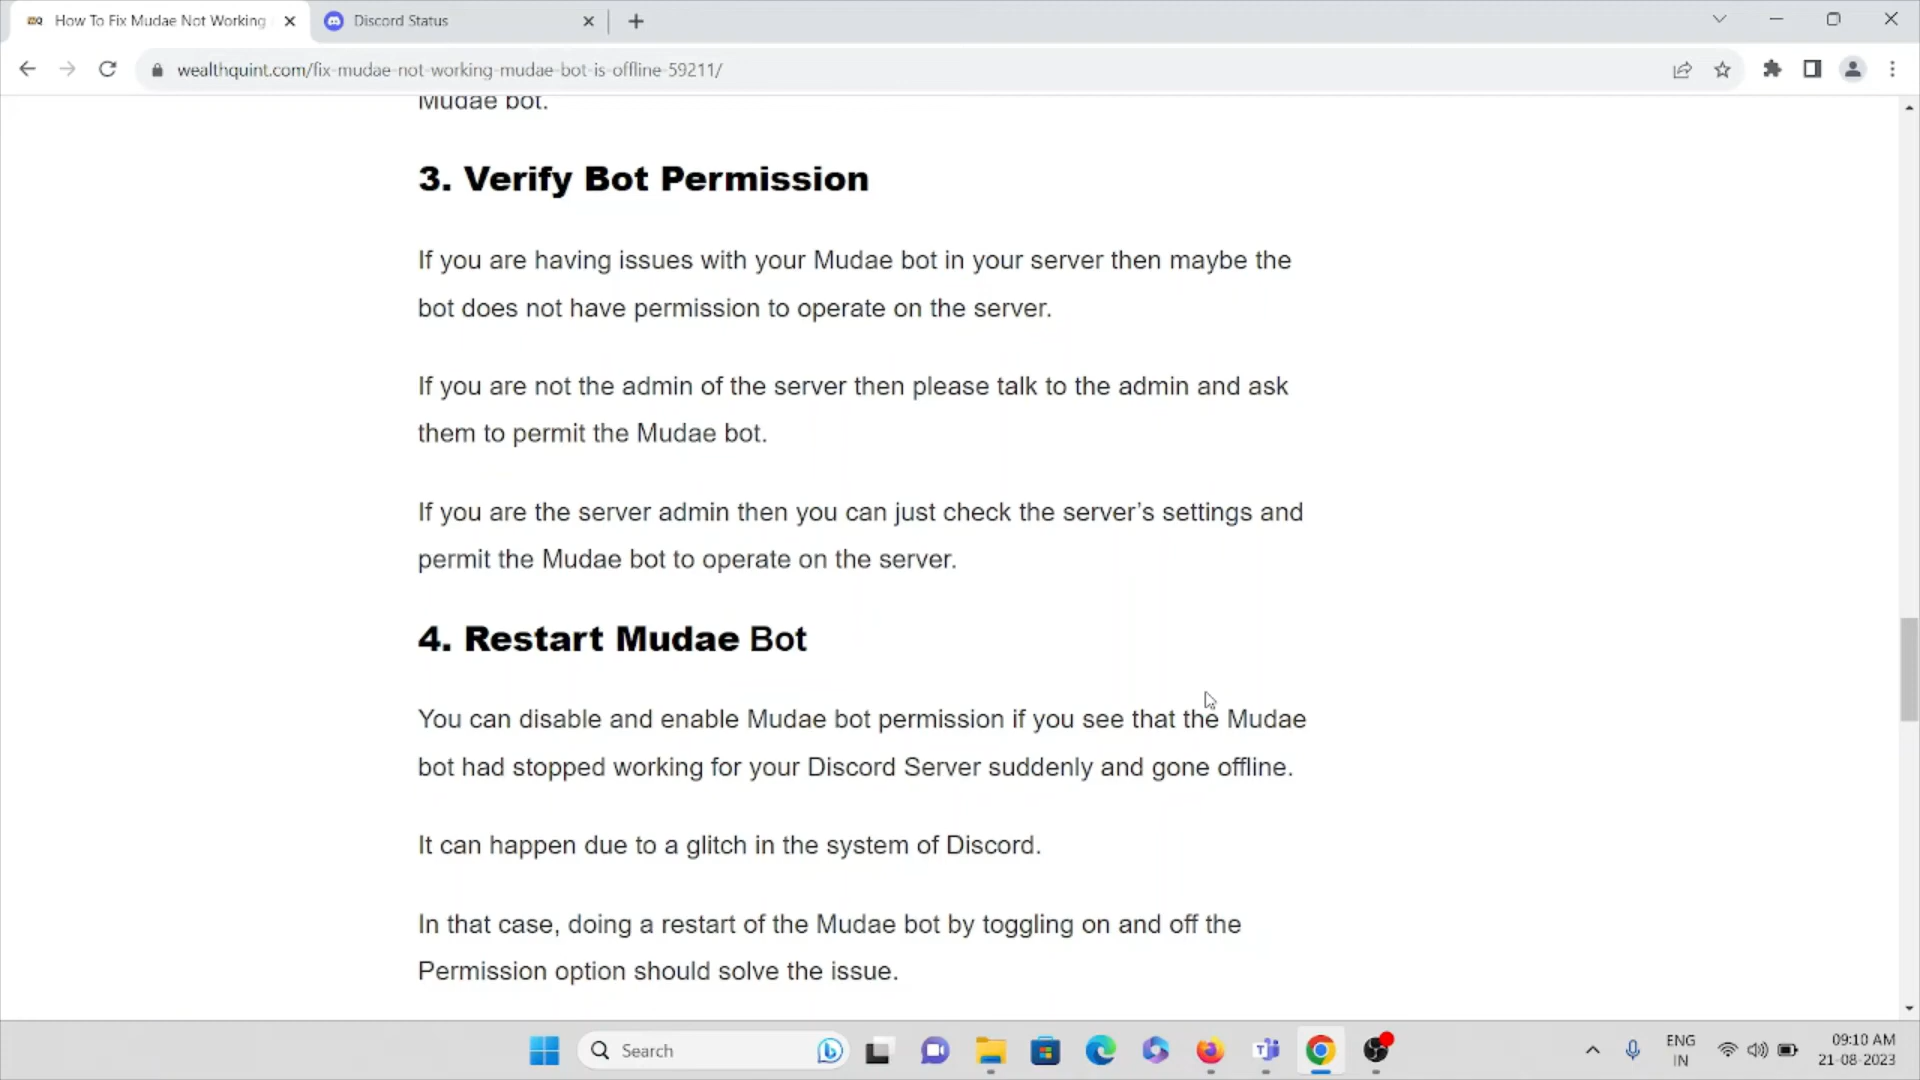 How To Fix Mudae Not Working
Discord Status
wealthquint.com/fix-mudae-not-working-mudae-bot-is-offline-59211/
Mudae bot.
3. Verify Bot Permission
If you are having issues with your Mudae bot in your server then maybe the
bot does not have permission to operate on the server.
If you are not the admin of the server then please talk to the admin and ask
them to permit the Mudae bot.
If you are the server admin then you can just check the server’s settings and
permit the Mudae bot to operate on the server.
4. Restart Mudae Bot
You can disable and enable Mudae bot permission if you see that the Mudae
bot had stopped working for your Discord Server suddenly and gone offline.
It can happen due to a glitch in the system of Discord.
In that case, doing a restart of the Mudae bot by toggling on and off the
Permission option should solve the issue.
Search
ENG
IN
09:10 AM
21-08-2023